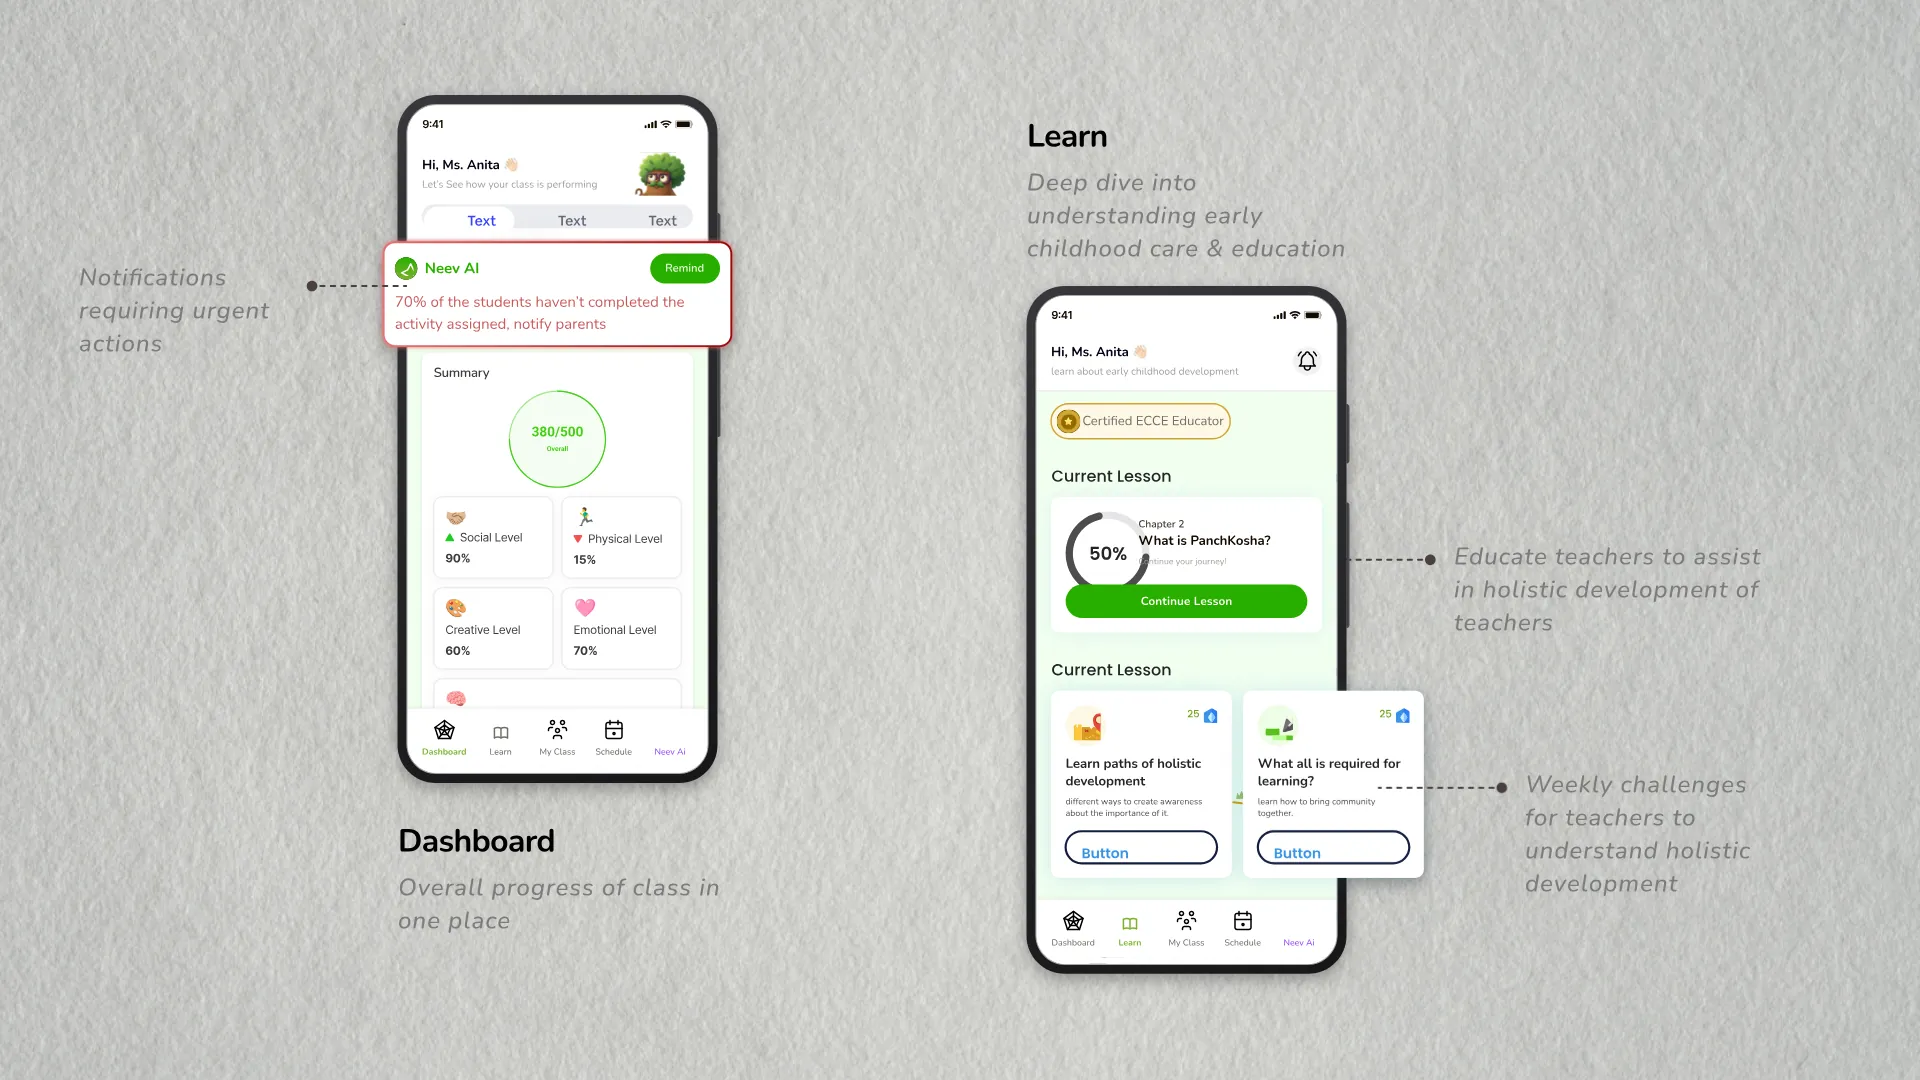 9:41
Hi, Ms. Anita 👋🏻
Let's See how your class is performing
Text Text Text
Neev AI
Remind
70% of the students haven't completed the
activity assigned, notify parents
Notifications
requiring urgent
actions
Summary
380/500
Overall
Social Level
90%
Physical Level
15%
Creative Level
60%
Emotional Level
70%
Dashboard Learn My Class Schedule Neev Ai
Dashboard
Overall progress of class in
one place
Learn
Deep dive into
understanding early
childhood care & education
9:41
Hi, Ms. Anita 👋🏻
learn about early childhood development
Certified ECCE Educator
Current Lesson
50%
Chapter 2
What is PanchKosha?
Continue your journey!
Continue Lesson
Educate teachers to assist
in holistic development of
teachers
Current Lesson
25
Learn paths of holistic
development
different ways to create awareness
about the importance of it.
Button
25
What all is required for
learning?
learn how to bring community
together.
Button
Weekly challenges
for teachers to
understand holistic
development
Dashboard Learn My Class Schedule Neev Ai